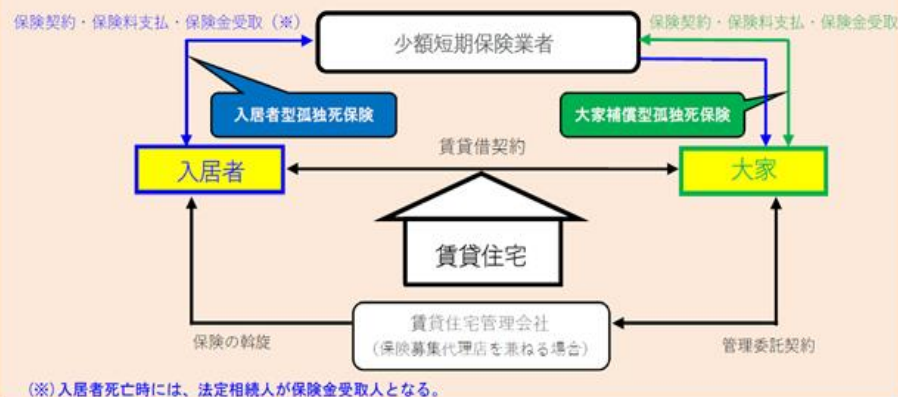 保険契約・保険料支払・保険金受取（※）
保険契約・保険料支払・保険金受取
少額短期保険業者
入居者型孤独死保険
大家補償型孤独死保険
賃貸借契約
入居者
大家
賃貸住宅
賃貸住宅管理会社
(保険募集代理店を兼ねる場合)
保険の斡旋
管理委託契約
(※)入居者死亡時には、法定相続人が保険金受取人となる。